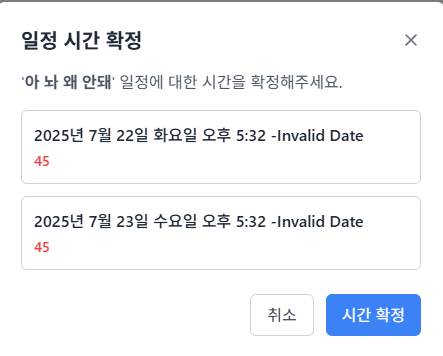 일정 시간 확정
'아 놔 왜 안돼' 일정에 대한 시간을 확정해주세요.
2025년 7월 22일 화요일 오후 5:32 -Invalid Date
45
2025년 7월 23일 수요일 오후 5:32 -Invalid Date
45
취소 시간 확정